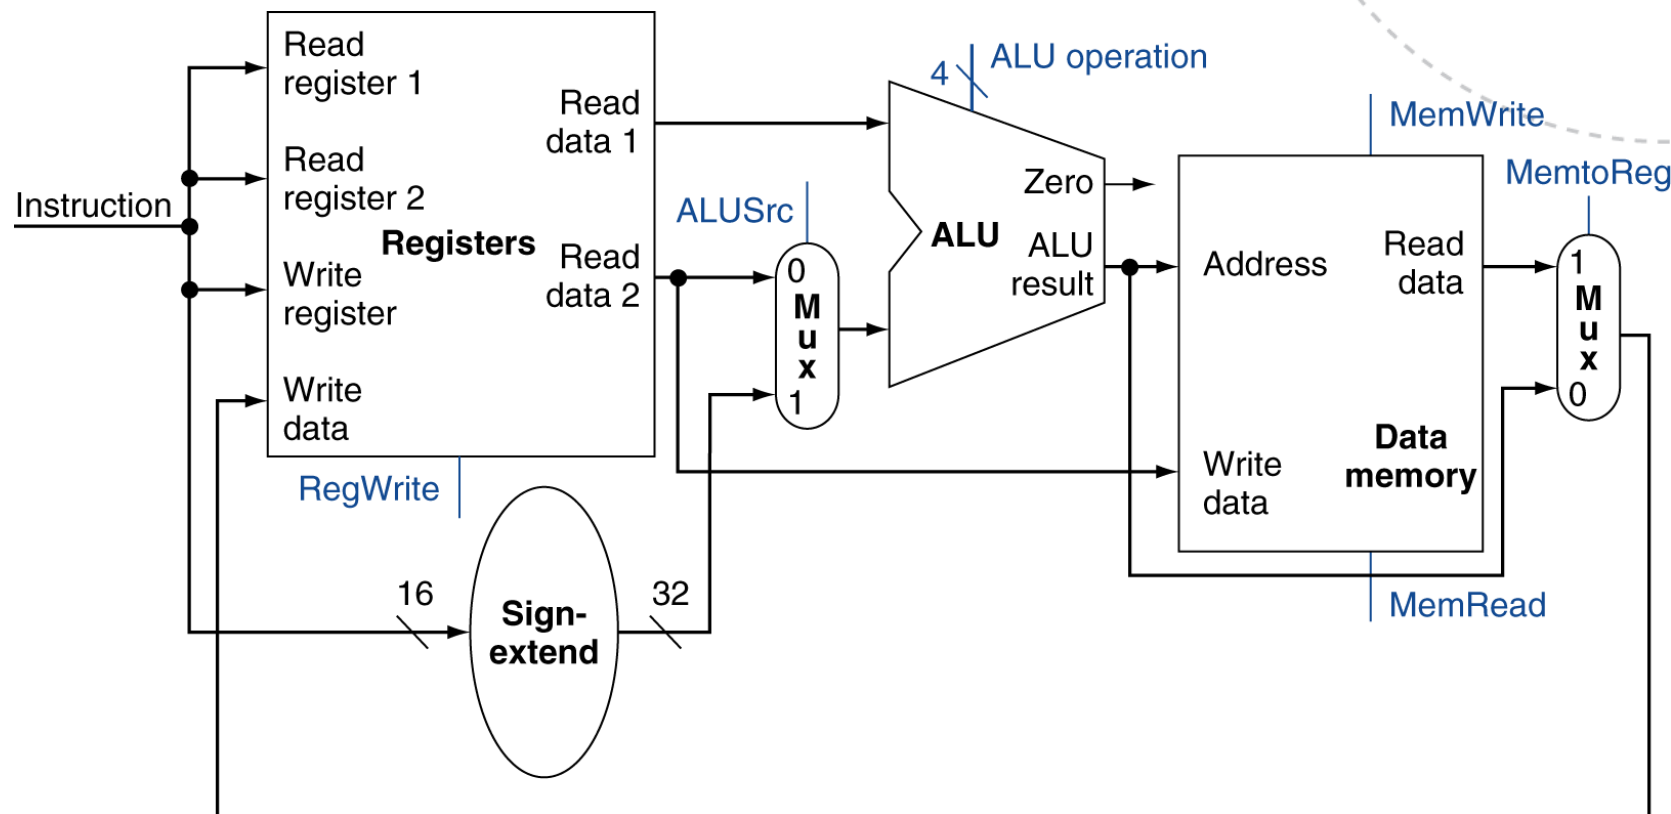 Instruction
Read
register 1
Read
register 2
Registers
Write
register
Write
data
Read
data 1
Read
data 2
RegWrite
16
Sign-
extend
32
ALUSrc
0
M
u
x
1
4
ALU operation
ALU
Zero
ALU
result
MemWrite
Address
Read
data
Write
data
Data
memory
MemRead
MemtoReg
1
M
u
x
0